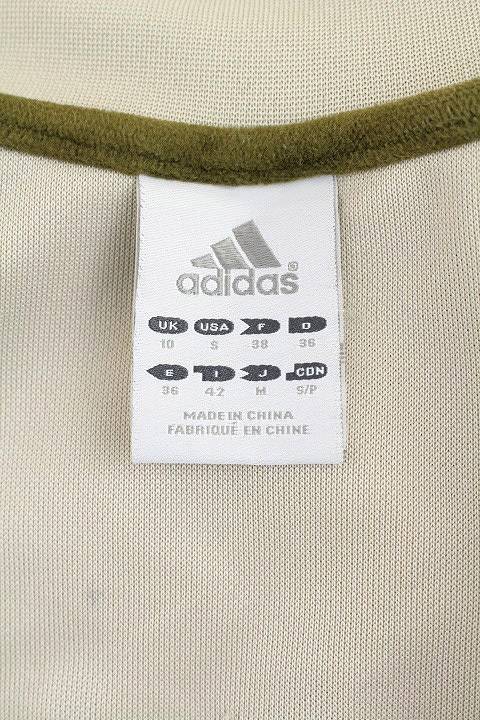 adidas®
UK USA F D
10 S 38 36
E I J CDN
36 42 M S/P
MADE IN CHINA
FABRIQUÉ EN CHINE